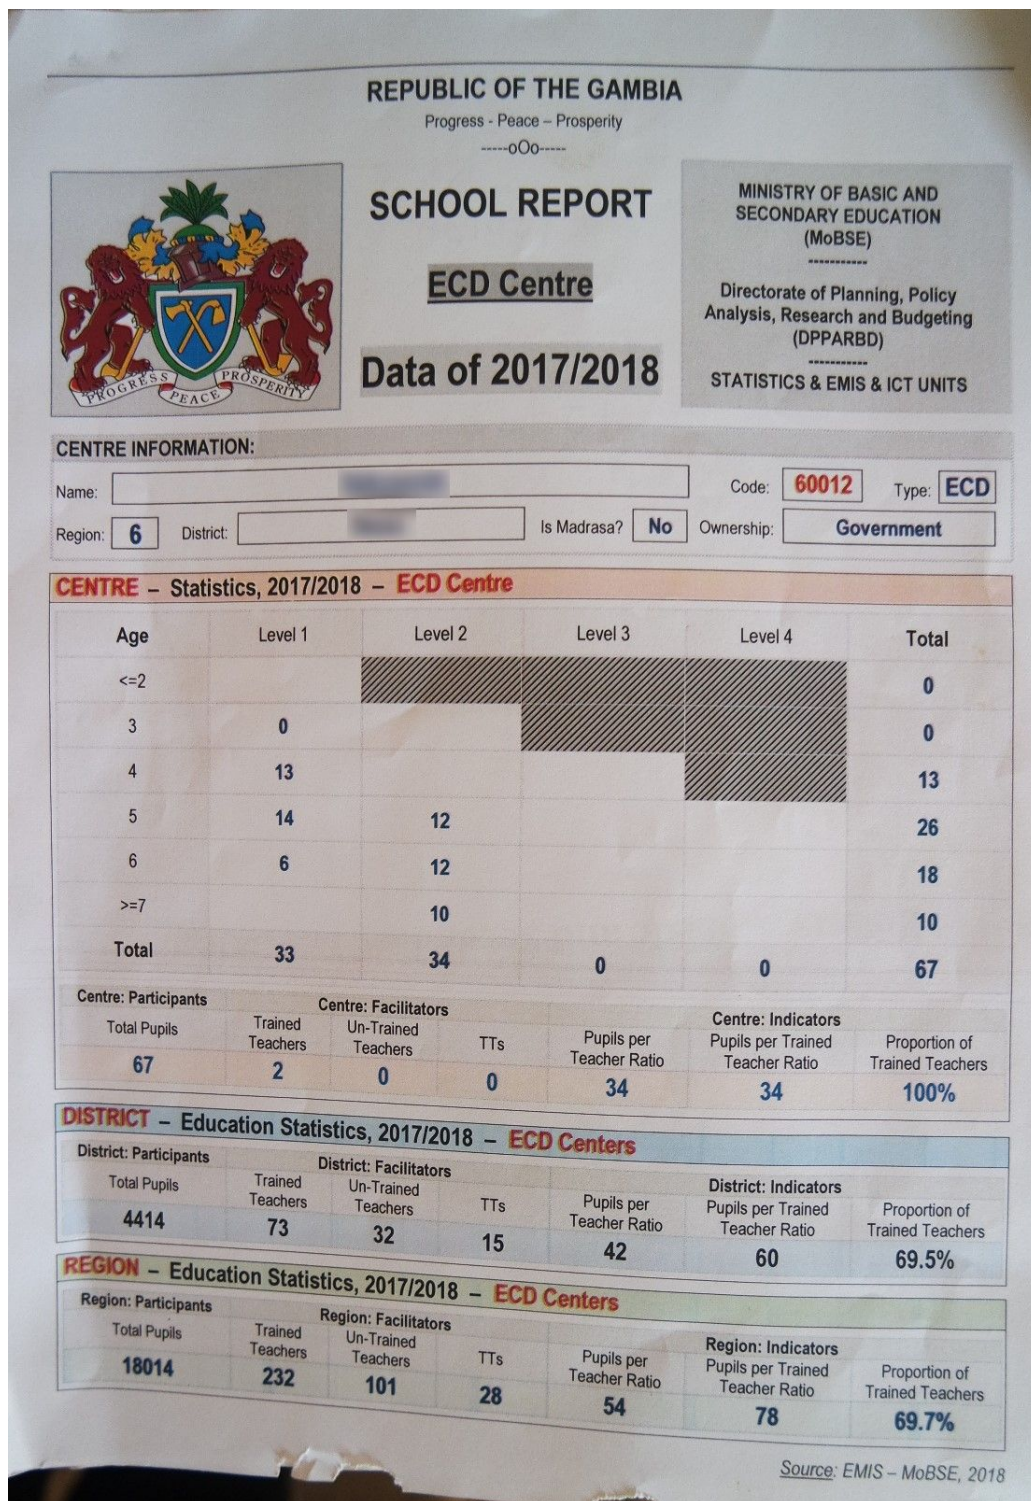 REPUBLIC OF THE GAMBIA
Progress - Peace – Prosperity
-----oOo-----
PROGRESS PEACE PROSPERITY
SCHOOL REPORT
ECD Centre
Data of 2017/2018
MINISTRY OF BASIC AND
SECONDARY EDUCATION
(MoBSE)
-----------
Directorate of Planning, Policy
Analysis, Research and Budgeting
(DPPARBD)
-----------
STATISTICS & EMIS & ICT UNITS
CENTRE INFORMATION:
Name: Code: 60012 Type: ECD
Region: 6 District: Is Madrasa? No Ownership: Government
CENTRE – Statistics, 2017/2018 – ECD Centre
Age Level 1 Level 2 Level 3 Level 4 Total
<=2 0
3 0 0
4 13 13
5 14 12 26
6 6 12 18
>=7 10 10
Total 33 34 0 0 67
Centre: Participants Centre: Facilitators Centre: Indicators
Total Pupils Trained Teachers Un-Trained Teachers TTs Pupils per Teacher Ratio Pupils per Trained Teacher Ratio Proportion of Trained Teachers
67 2 0 0 34 34 100%
DISTRICT – Education Statistics, 2017/2018 – ECD Centers
District: Participants District: Facilitators District: Indicators
Total Pupils Trained Teachers Un-Trained Teachers TTs Pupils per Teacher Ratio Pupils per Trained Teacher Ratio Proportion of Trained Teachers
4414 73 32 15 42 60 69.5%
REGION – Education Statistics, 2017/2018 – ECD Centers
Region: Participants Region: Facilitators Region: Indicators
Total Pupils Trained Teachers Un-Trained Teachers TTs Pupils per Teacher Ratio Pupils per Trained Teacher Ratio Proportion of Trained Teachers
18014 232 101 28 54 78 69.7%
Source: EMIS – MoBSE, 2018